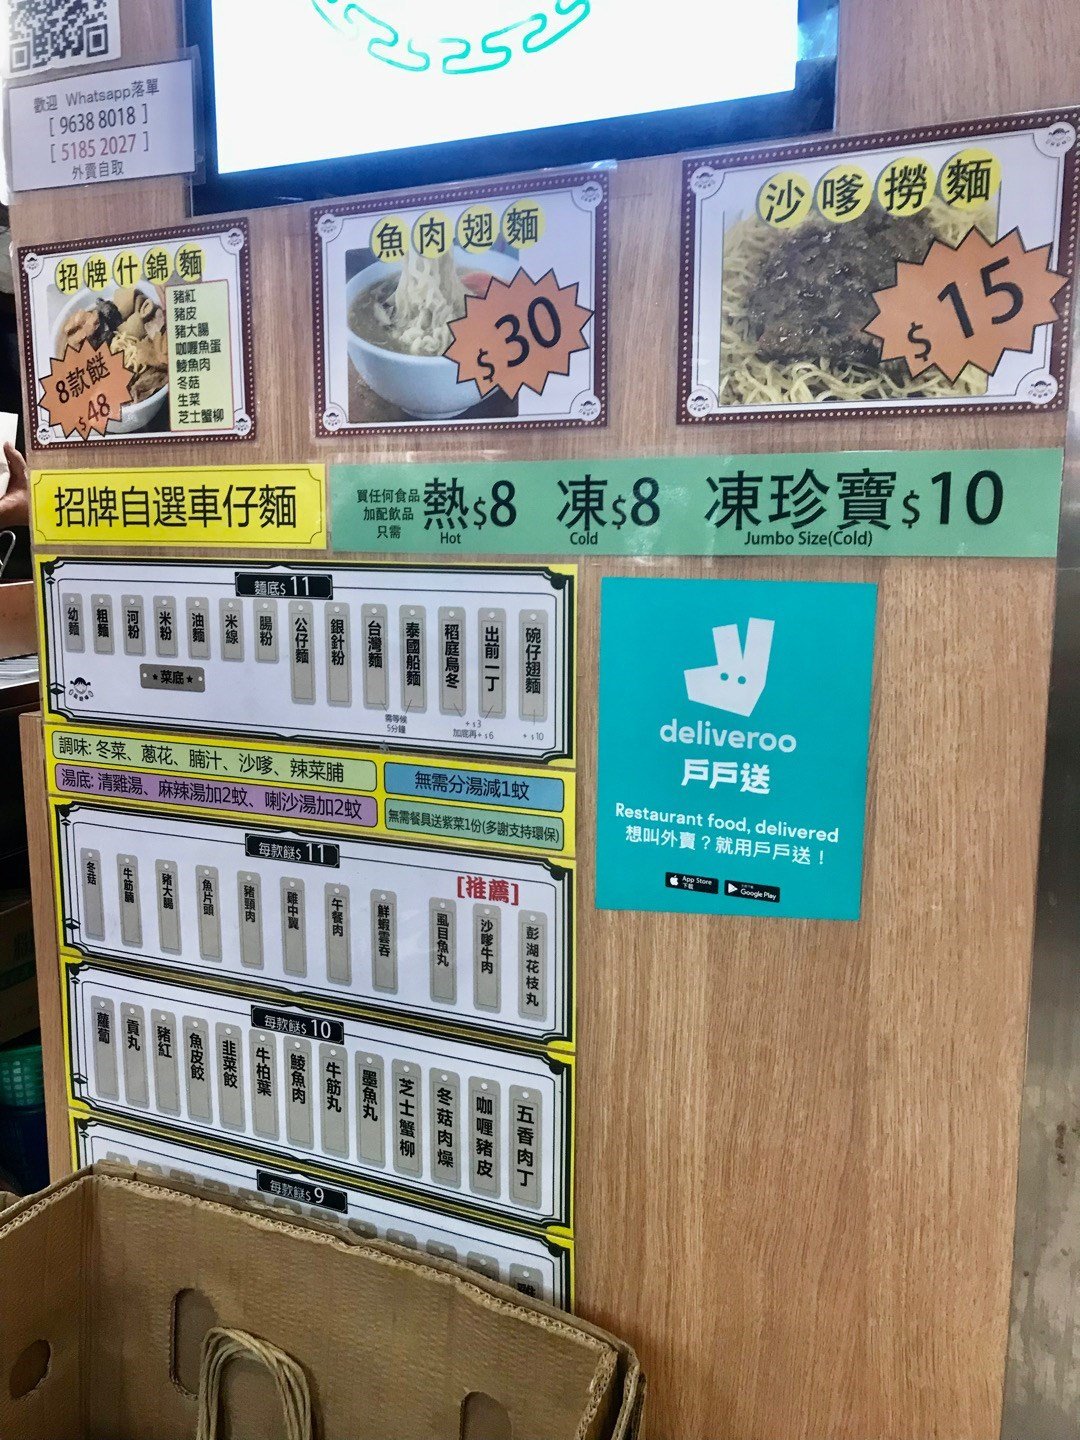 歡迎 Whatsapp落單
[ 9638 8018 ]
[ 5185 2027 ]
外賣自取
招牌什錦麵
豬紅
豬皮
豬大腸
咖喱魚蛋
鯪魚肉
冬菇
生菜
芝士蟹柳
8款餸
$48
魚肉翅麵
$30
沙嗲撈麵
$15
招牌自選車仔麵
買任何食品
加配飲品
只需
熱$8 凍$8 凍珍寶$10
Hot Cold Jumbo Size(Cold)
麵底$11
幼麵
粗麵
河粉
米粉
油麵
米線
腸粉
公仔麵
銀針粉
台灣麵
泰國船麵
稻庭烏冬
出前一丁
碗仔翅麵
★菜底★
需等候
5分鐘
+$3
加底再+$6
+$10
調味: 冬菜、蔥花、腩汁、沙嗲、辣菜脯
湯底: 清雞湯、麻辣湯加2蚊、喇沙湯加2蚊
無需分湯減1蚊
無需餐具送紫菜1份(多謝支持環保)
每款餸$11
[推薦]
冬菇
牛筋腩
豬大腸
魚片頭
豬頸肉
雞中翼
午餐肉
鮮蝦雲吞
虱目魚丸
沙嗲牛肉
彭湖花枝丸
每款餸$10
蘿蔔
貢丸
豬紅
魚皮餃
韭菜餃
牛柏葉
鯪魚肉
牛筋丸
墨魚丸
芝士蟹柳
冬菇肉燥
咖喱豬皮
五香肉丁
每款餸$9
deliveroo
戶戶送
Restaurant food, delivered
想叫外賣？就用戶戶送！
App Store
下載
Google Play